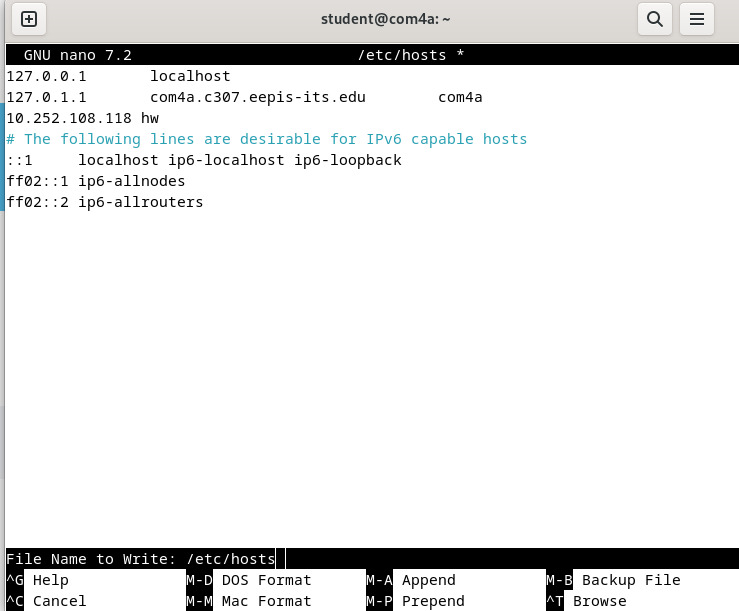 student@com4a: ~
GNU nano 7.2 /etc/hosts *
127.0.0.1 localhost
127.0.1.1 com4a.c307.eepis-its.edu com4a
10.252.108.118 hw
# The following lines are desirable for IPv6 capable hosts
::1 localhost ip6-localhost ip6-loopback
ff02::1 ip6-allnodes
ff02::2 ip6-allrouters
File Name to Write: /etc/hosts
^G Help M-D DOS Format M-A Append M-B Backup File
^C Cancel M-M Mac Format M-P Prepend ^T Browse